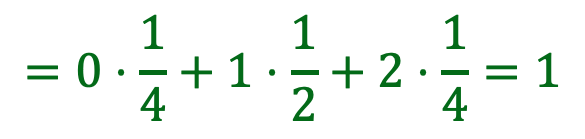 = 0 · 1/4 + 1 · 1/2 + 2 · 1/4 = 1